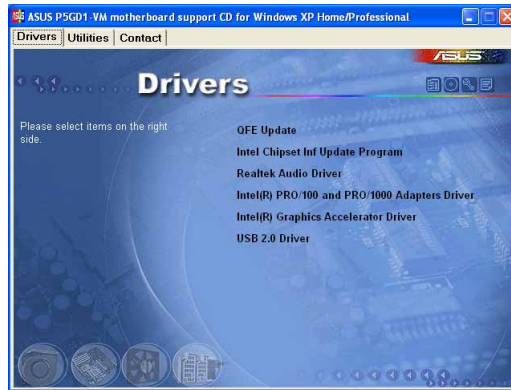 ASUS P5GD1-VM motherboard support CD for Windows XP Home/Professional
Drivers Utilities Contact
ASUS
Drivers
Please select items on the right
side.
QFE Update
Intel Chipset Inf Update Program
Realtek Audio Driver
Intel(R) PRO/100 and PRO/1000 Adapters Driver
Intel(R) Graphics Accelerator Driver
USB 2.0 Driver